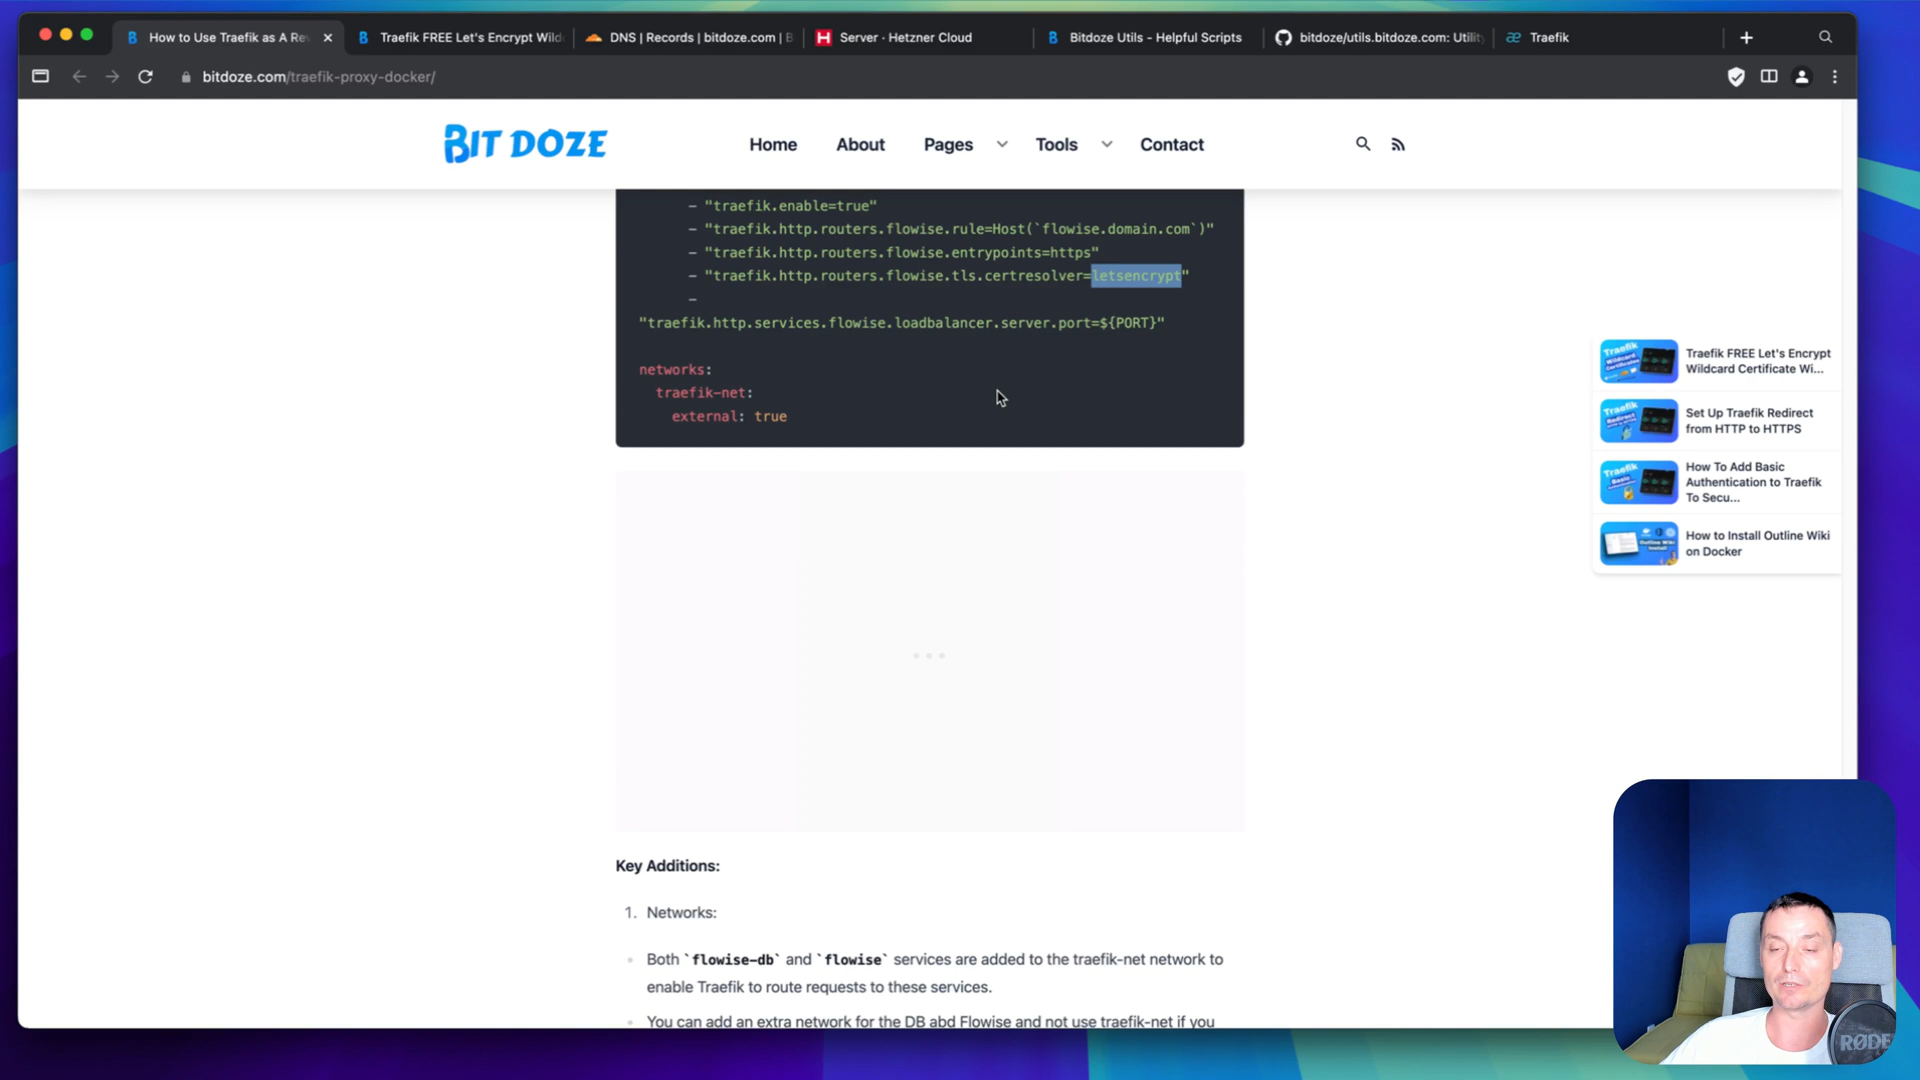 How to Use Traefik as A Re
Traefik FREE Let's Encrypt Wild
DNS | Records | bitdoze.com | B
Server · Hetzner Cloud
Bitdoze Utils - Helpful Scripts
bitdoze/utils.bitdoze.com: Utility
Traefik
bitdoze.com/traefik-proxy-docker/
BIT DOZE
Home
About
Pages
Tools
Contact
- "traefik.enable=true"
- "traefik.http.routers.flowise.rule=Host(`flowise.domain.com`)"
- "traefik.http.routers.flowise.entrypoints=https"
- "traefik.http.routers.flowise.tls.certresolver=letsencrypt"
-
"traefik.http.services.flowise.loadbalancer.server.port=${PORT}"
networks:
traefik-net:
external: true
Traefik FREE Let's Encrypt
Wildcard Certificate Wi...
Set Up Traefik Redirect
from HTTP to HTTPS
How To Add Basic
Authentication to Traefik
To Secu...
How to Install Outline Wiki
on Docker
Key Additions:
1. Networks:
Both `flowise-db` and `flowise` services are added to the traefik-net network to
enable Traefik to route requests to these services.
You can add an extra network for the DB abd Flowise and not use traefik-net if you
RØDE